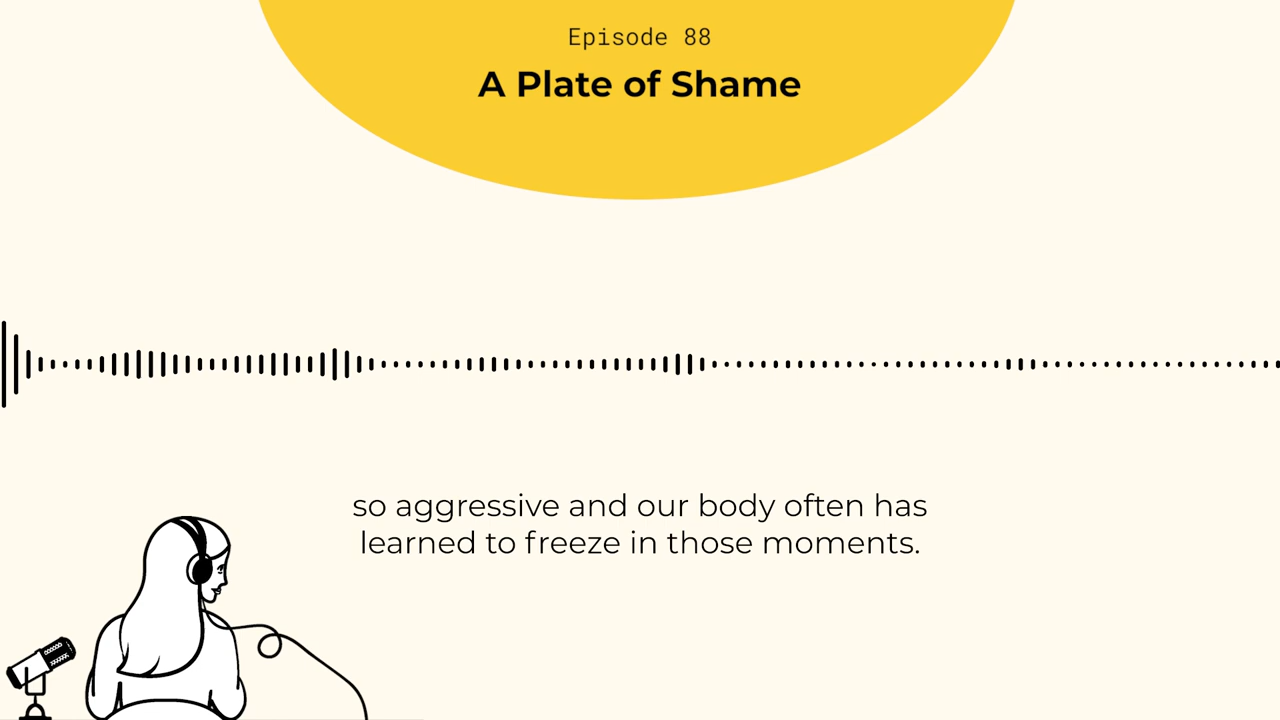 Episode 88
A Plate of Shame
so aggressive and our body often has
learned to freeze in those moments.